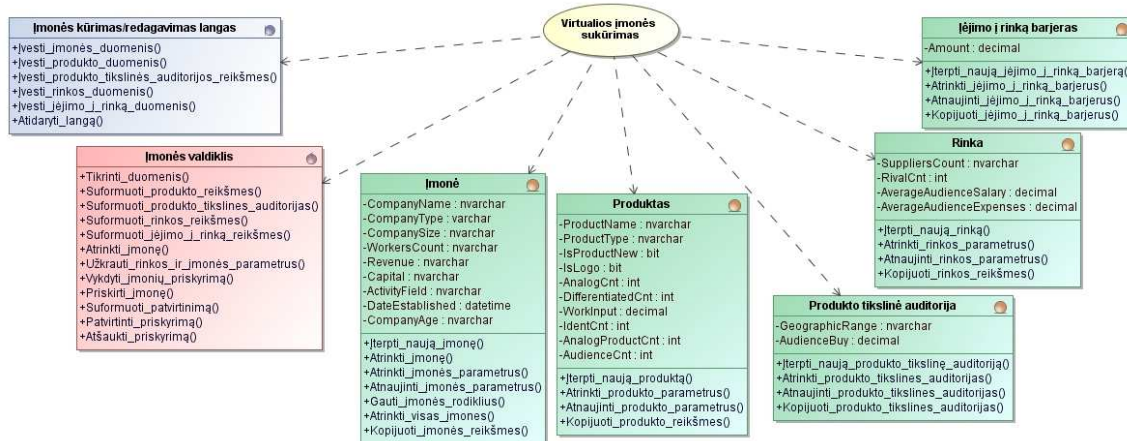 Virtualios įmonės
sukūrimas
Įmonės kūrimas/redagavimas langas
+Įvesti_įmonės_duomenis()
+Įvesti_produkto_duomenis()
+Įvesti_produkto_tikslinės_auditorijos_reikšmes()
+Įvesti_rinkos_duomenis()
+Įvesti_įėjimo_į_rinką_duomenis()
+Atidaryti_langą()
Įmonės valdiklis
+Tikrinti_duomenis()
+Suformuoti_produkto_reikšmes()
+Suformuoti_produkto_tikslines_auditorijas()
+Suformuoti_rinkos_reikšmes()
+Suformuoti_įėjimo_į_rinką_reikšmes()
+Atrinkti_įmonę()
+Užkrauti_rinkos_ir_įmonės_parametrus()
+Vykdyti_įmonių_priskyrimą()
+Priskirti_įmonę()
+Suformuoti_patvirtinimą()
+Patvirtinti_priskyrimą()
+Atšaukti_priskyrimą()
Įmonė
-CompanyName : nvarchar
-CompanyType : varchar
-CompanySize : nvarchar
-WorkersCount : nvarchar
-Revenue : nvarchar
-Capital : nvarchar
-ActivityField : nvarchar
-DateEstablished : datetime
-CompanyAge : nvarchar
+Įterpti_naują_įmonę()
+Atrinkti_įmonę()
+Atrinkti_įmonės_parametrus()
+Atnaujinti_įmonės_parametrus()
+Gauti_įmonės_rodiklius()
+Atrinkti_visas_įmones()
+Kopijuoti_įmonės_reikšmes()
Produktas
-ProductName : nvarchar
-ProductType : nvarchar
-IsProductNew : bit
-IsLogo : bit
-AnalogCnt : int
-DifferentiatedCnt : int
-WorkInput : decimal
-IdentCnt : int
-AnalogProductCnt : int
-AudienceCnt : int
+Įterpti_naują_produktą()
+Atrinkti_produkto_parametrus()
+Atnaujinti_produkto_parametrus()
+Kopijuoti_produkto_reikšmes()
Produkto tikslinė auditorija
-GeographicRange : nvarchar
-AudienceBuy : decimal
+Įterpti_naują_produkto_tikslinę_auditoriją()
+Atrinkti_produkto_tikslines_auditorijas()
+Atnaujinti_produkto_tikslines_auditorijas()
+Kopijuoti_produkto_tikslines_auditorijas()
Rinka
-SuppliersCount : nvarchar
-RivalCnt : int
-AverageAudienceSalary : decimal
-AverageAudienceExpenses : decimal
+Įterpti_naują_rinką()
+Atrinkti_rinkos_parametrus()
+Atnaujinti_rinkos_parametrus()
+Kopijuoti_rinkos_reikšmes()
Įėjimo į rinką barjeras
-Amount : decimal
+Įterpti_naują_įėjimo_į_rinką_barjerą()
+Atrinkti_įėjimo_į_rinką_barjerus()
+Atnaujinti_įėjimo_į_rinką_barjerus()
+Kopijuoti_įėjimo_į_rinką_barjerus()